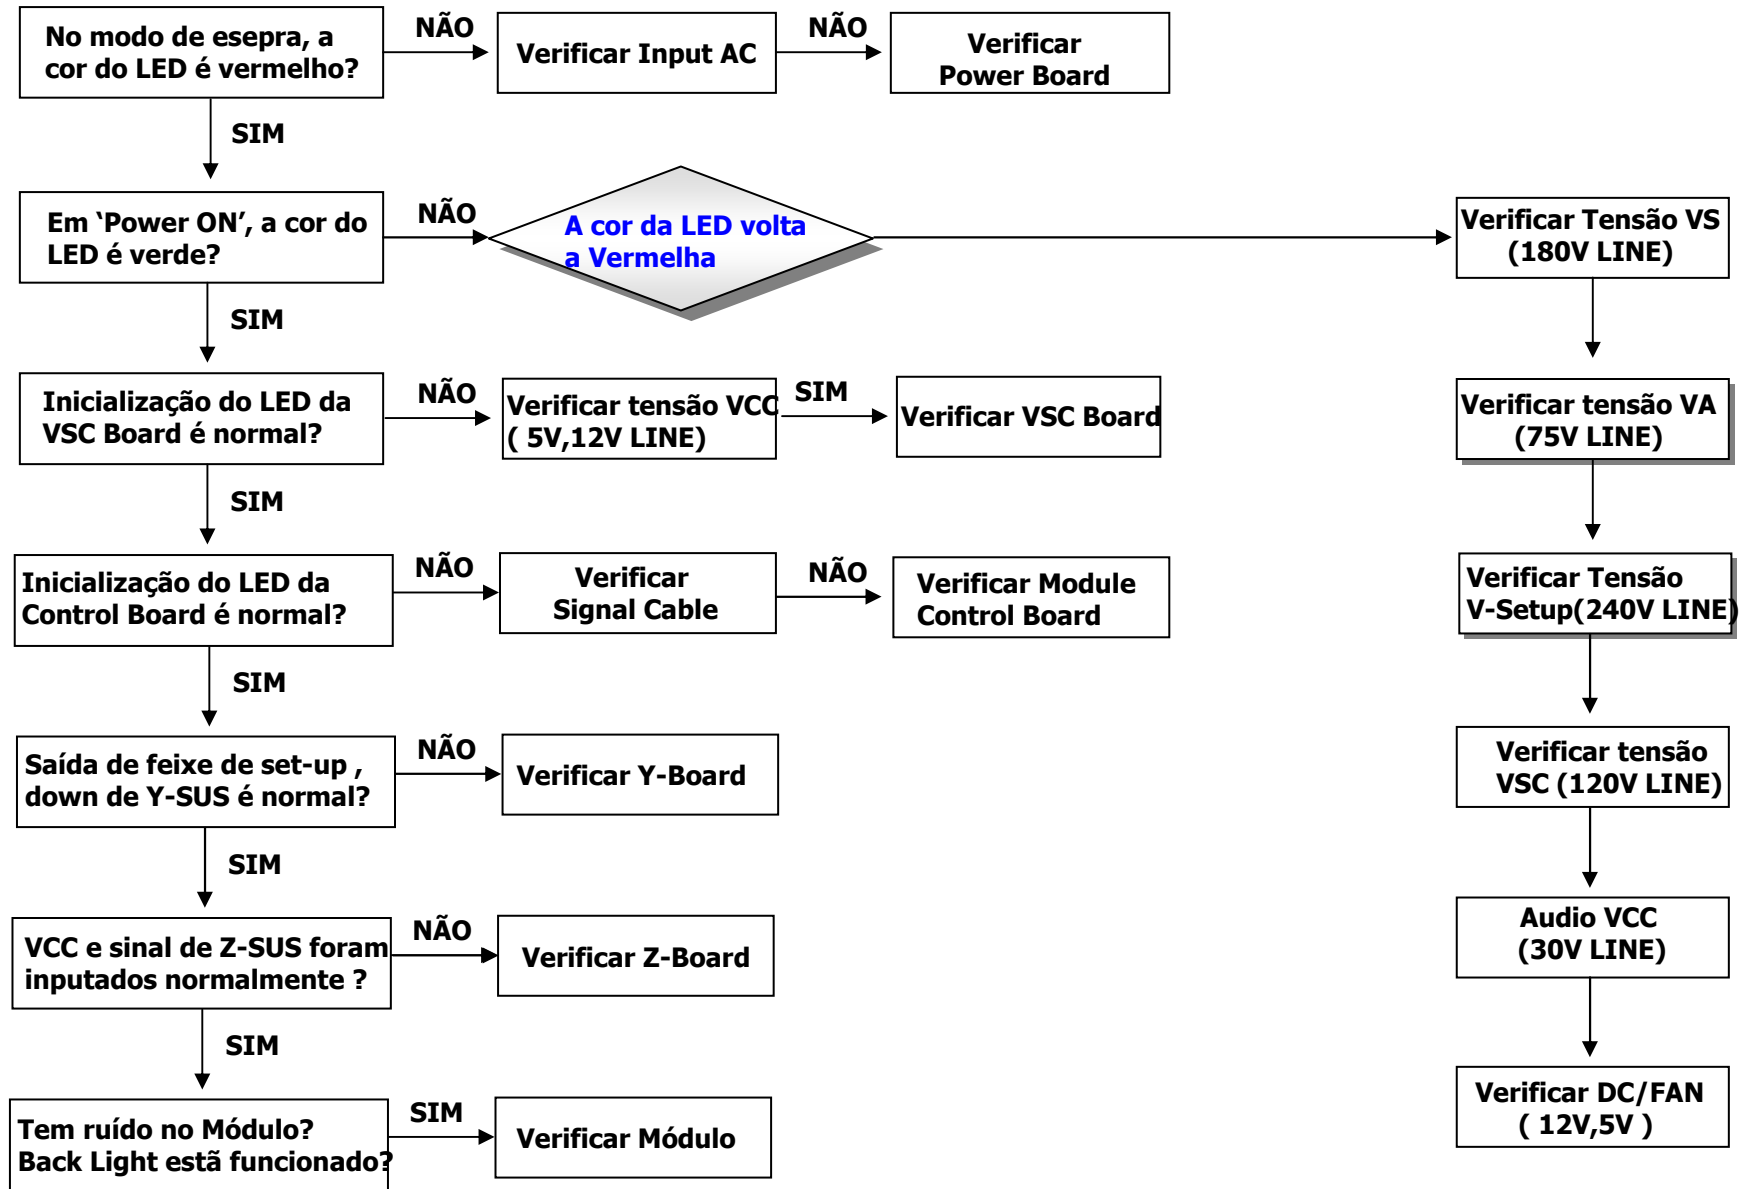 No modo de esepra, a
cor do LED é vermelho?
NÃO
Verificar Input AC
NÃO
Verificar
Power Board
SIM
Em ‘Power ON’, a cor do
LED é verde?
NÃO
A cor da LED volta
a Vermelha
Verificar Tensão VS
(180V LINE)
SIM
Inicialização do LED da
VSC Board é normal?
NÃO
Verificar tensão VCC
( 5V,12V LINE)
SIM
Verificar VSC Board
Verificar tensão VA
(75V LINE)
SIM
Inicialização do LED da
Control Board é normal?
NÃO
Verificar
Signal Cable
NÃO
Verificar Module
Control Board
Verificar Tensão
V-Setup(240V LINE)
SIM
Saída de feixe de set-up ,
down de Y-SUS é normal?
NÃO
Verificar Y-Board
Verificar tensão
VSC (120V LINE)
SIM
VCC e sinal de Z-SUS foram
inputados normalmente ?
NÃO
Verificar Z-Board
Audio VCC
(30V LINE)
SIM
Tem ruído no Módulo?
Back Light estã funcionado?
SIM
Verificar Módulo
Verificar DC/FAN
( 12V,5V )